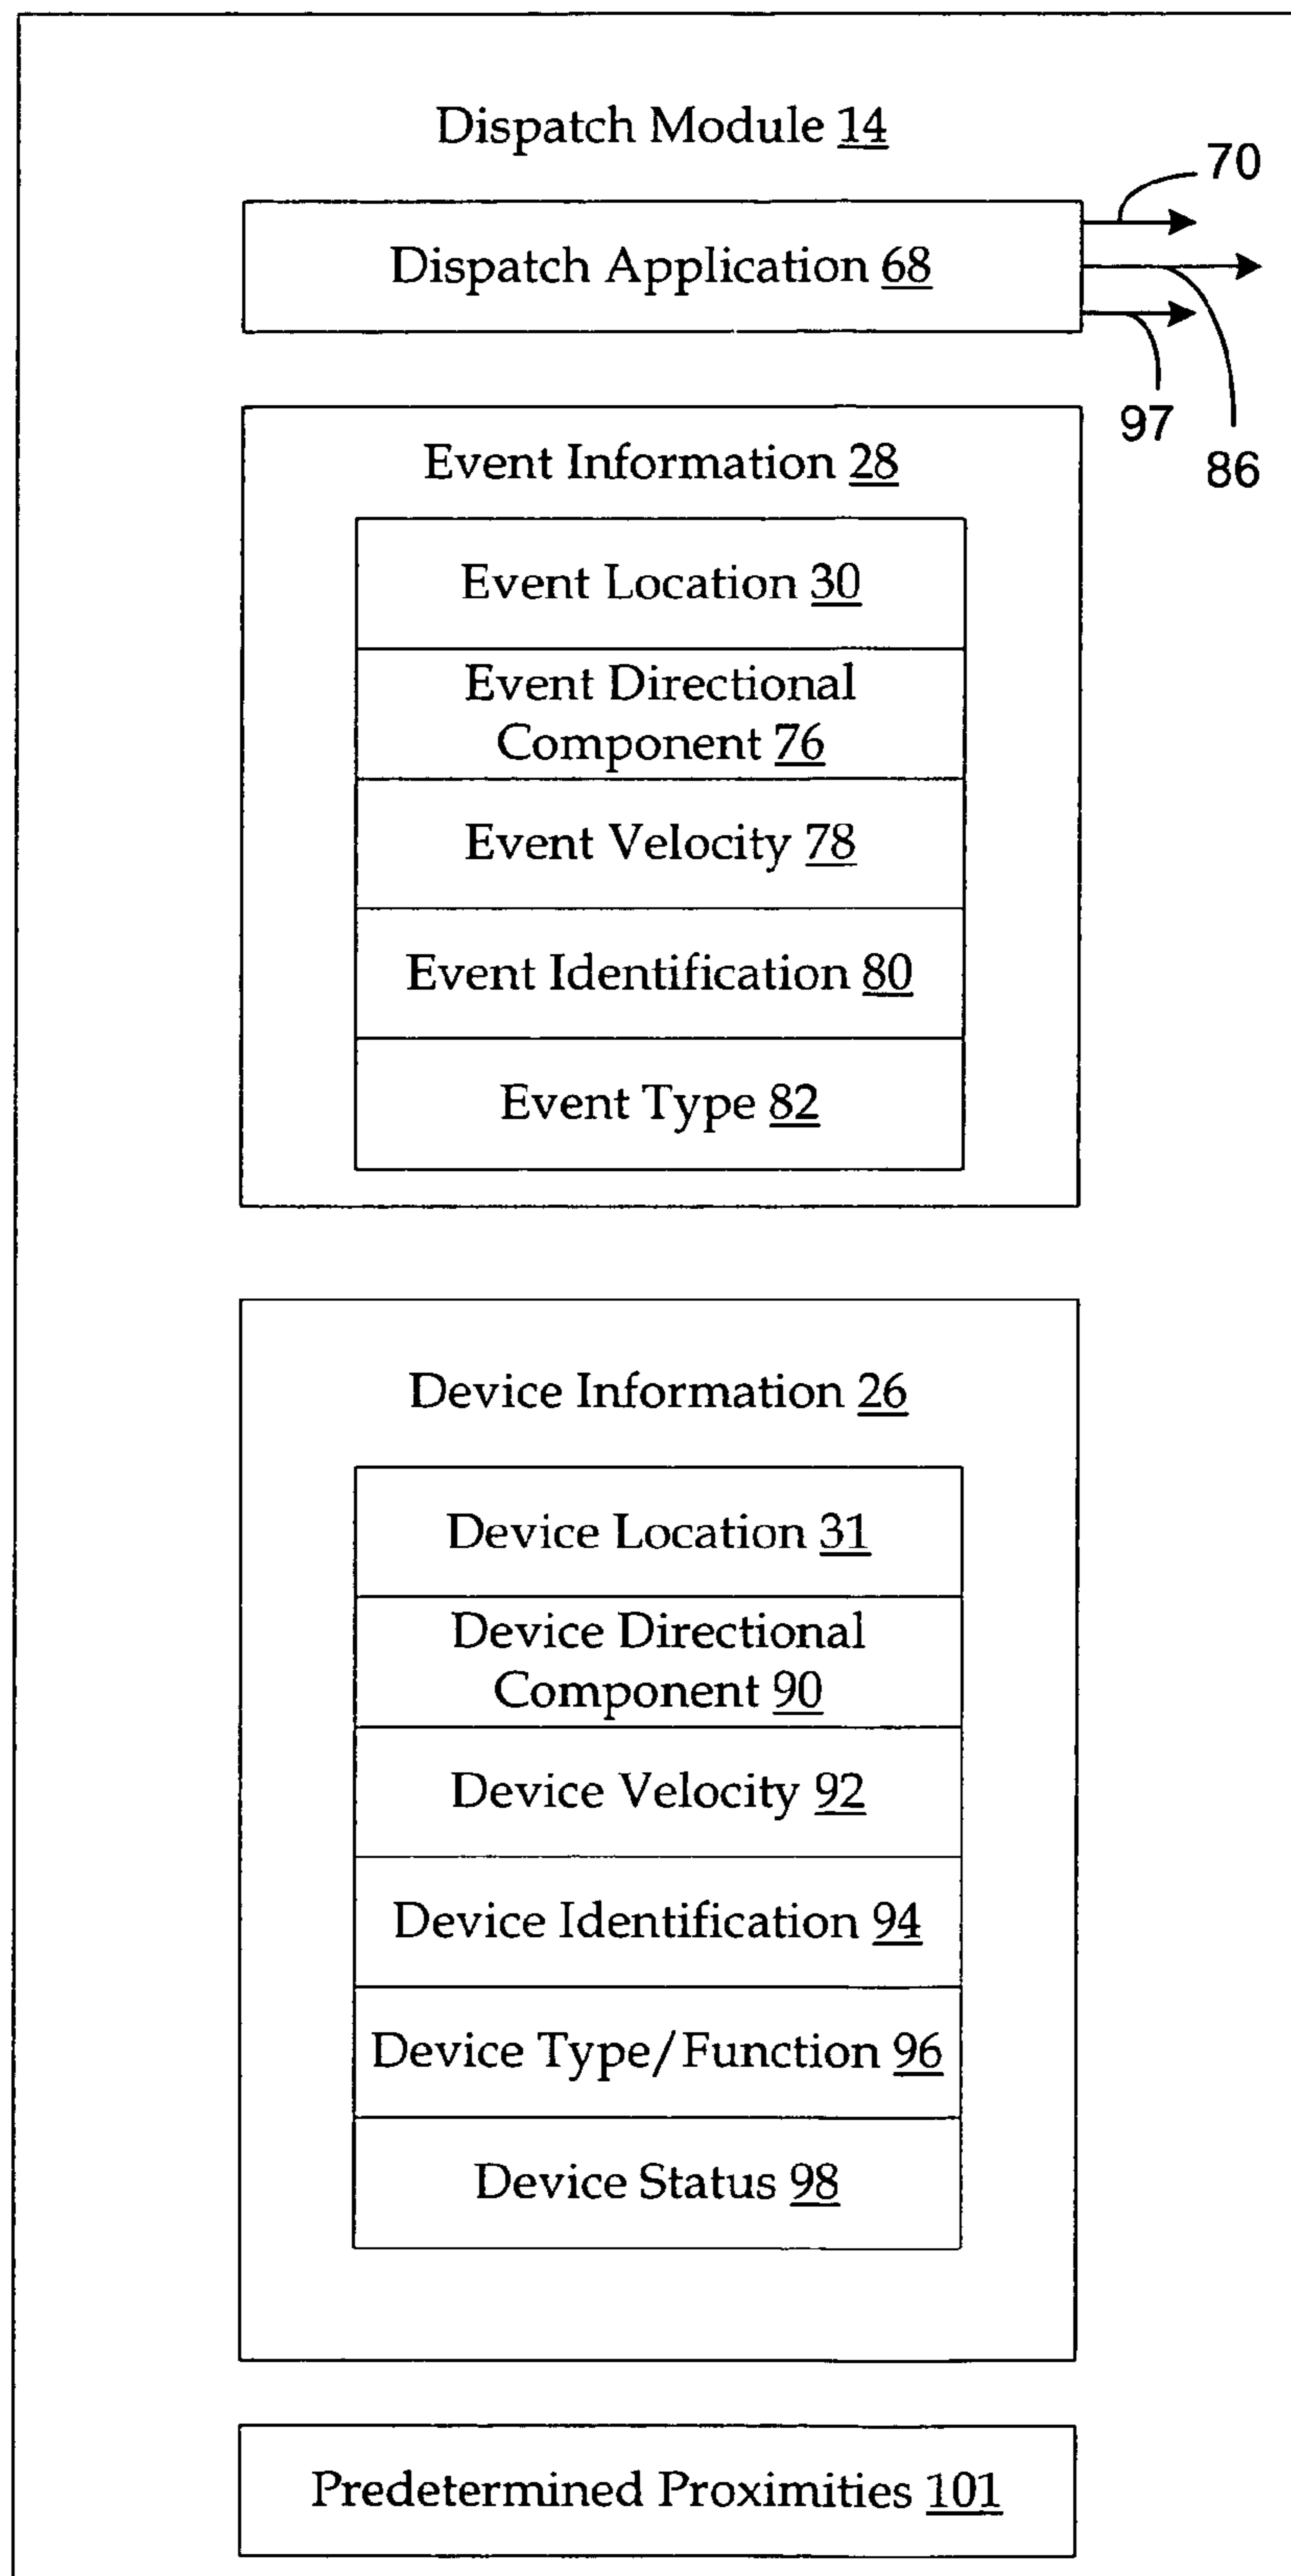 Dispatch Module 14
70
Dispatch Application 68
97
86
Event Information 28
Event Location 30
Event Directional
Component 76
Event Velocity 78
Event Identification 80
Event Type 82
Device Information 26
Device Location 31
Device Directional
Component 90
Device Velocity 92
Device Identification 94
Device Type/Function 96
Device Status 98
Predetermined Proximities 101